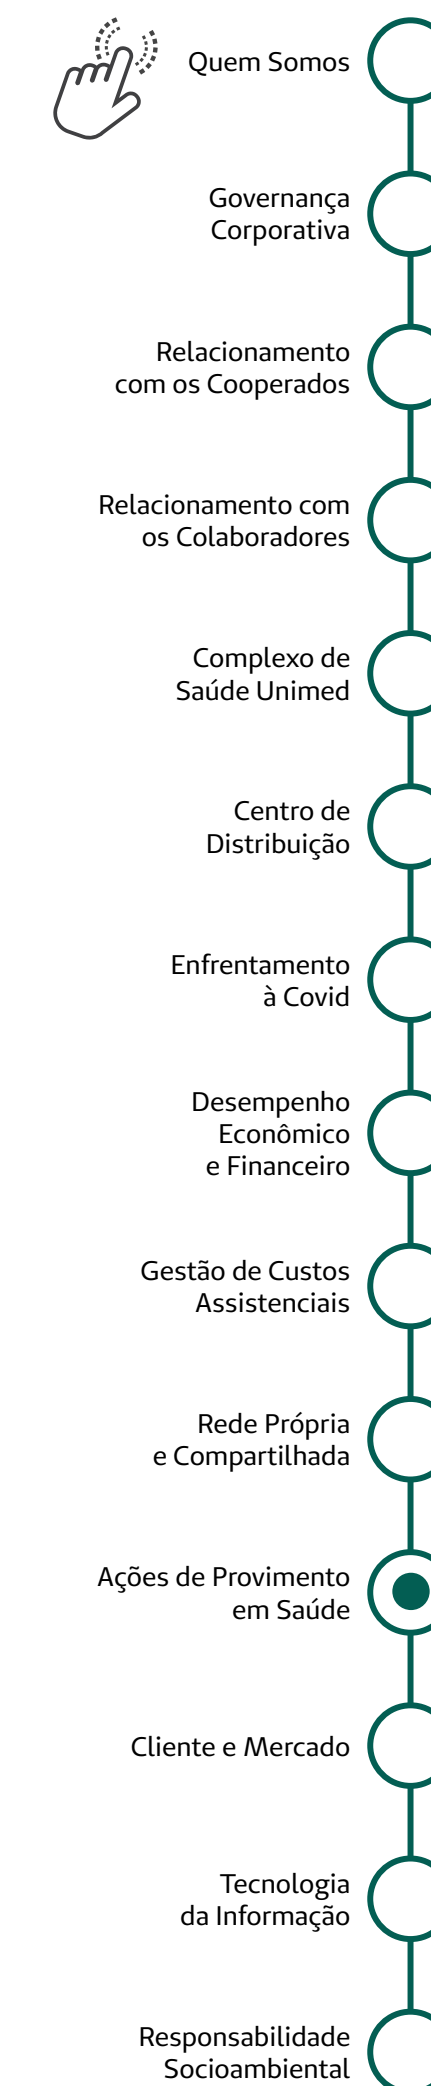 Quem Somos
Governança
Corporativa
Relacionamento
com os Cooperados
Relacionamento com
os Colaboradores
Complexo de
Saúde Unimed
Centro de
Distribuição
Enfrentamento
à Covid
Desempenho
Econômico
e Financeiro
Gestão de Custos
Assistenciais
Rede Própria
e Compartilhada
Ações de Provimento
em Saúde
Cliente e Mercado
Tecnologia
da Informação
Responsabilidade
Socioambiental